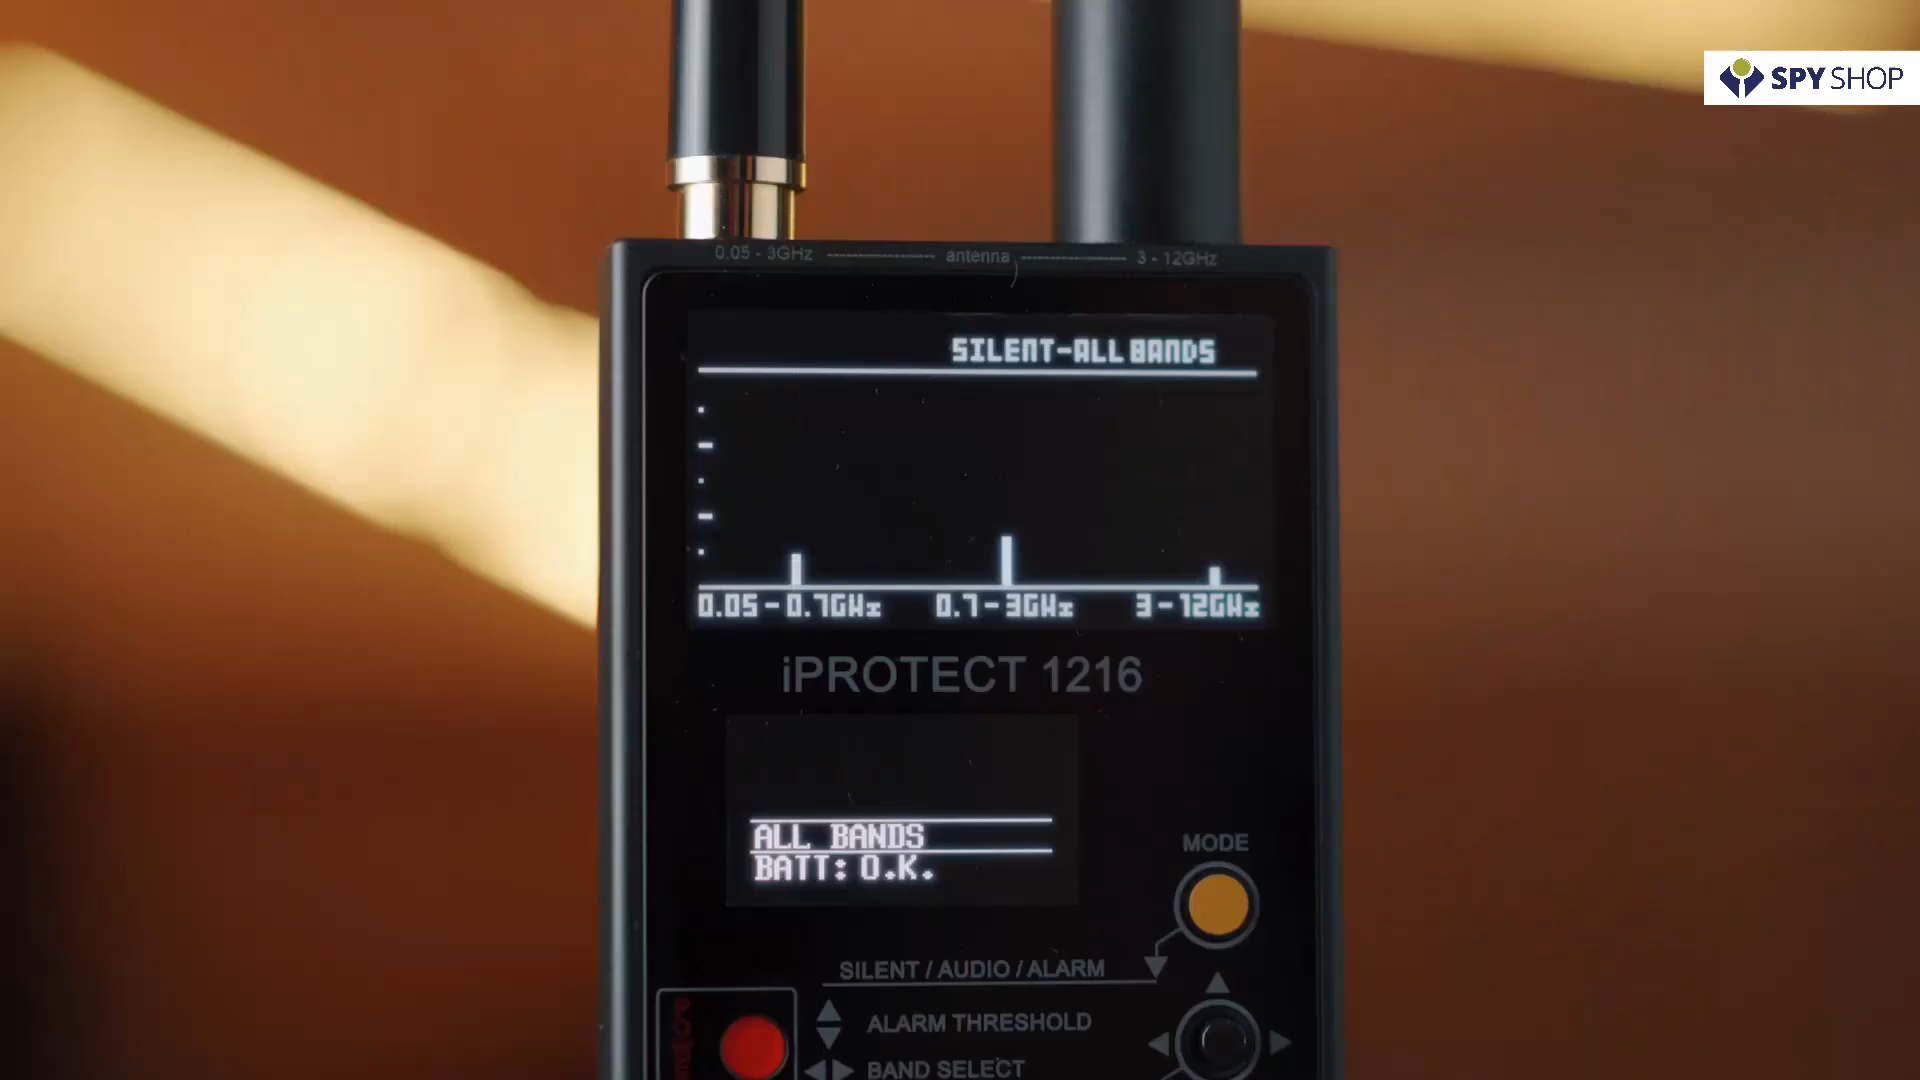 SPY SHOP
0.05 - 3GHz antenna 3 - 12GHz
SILENT-ALL BANDS
0.05-0.7GHz 0.7-3GHz 3-12GHz
iPROTECT 1216
ALL BANDS
BATT: O.K.
MODE
SILENT / AUDIO / ALARM
ALARM THRESHOLD
BAND SELECT